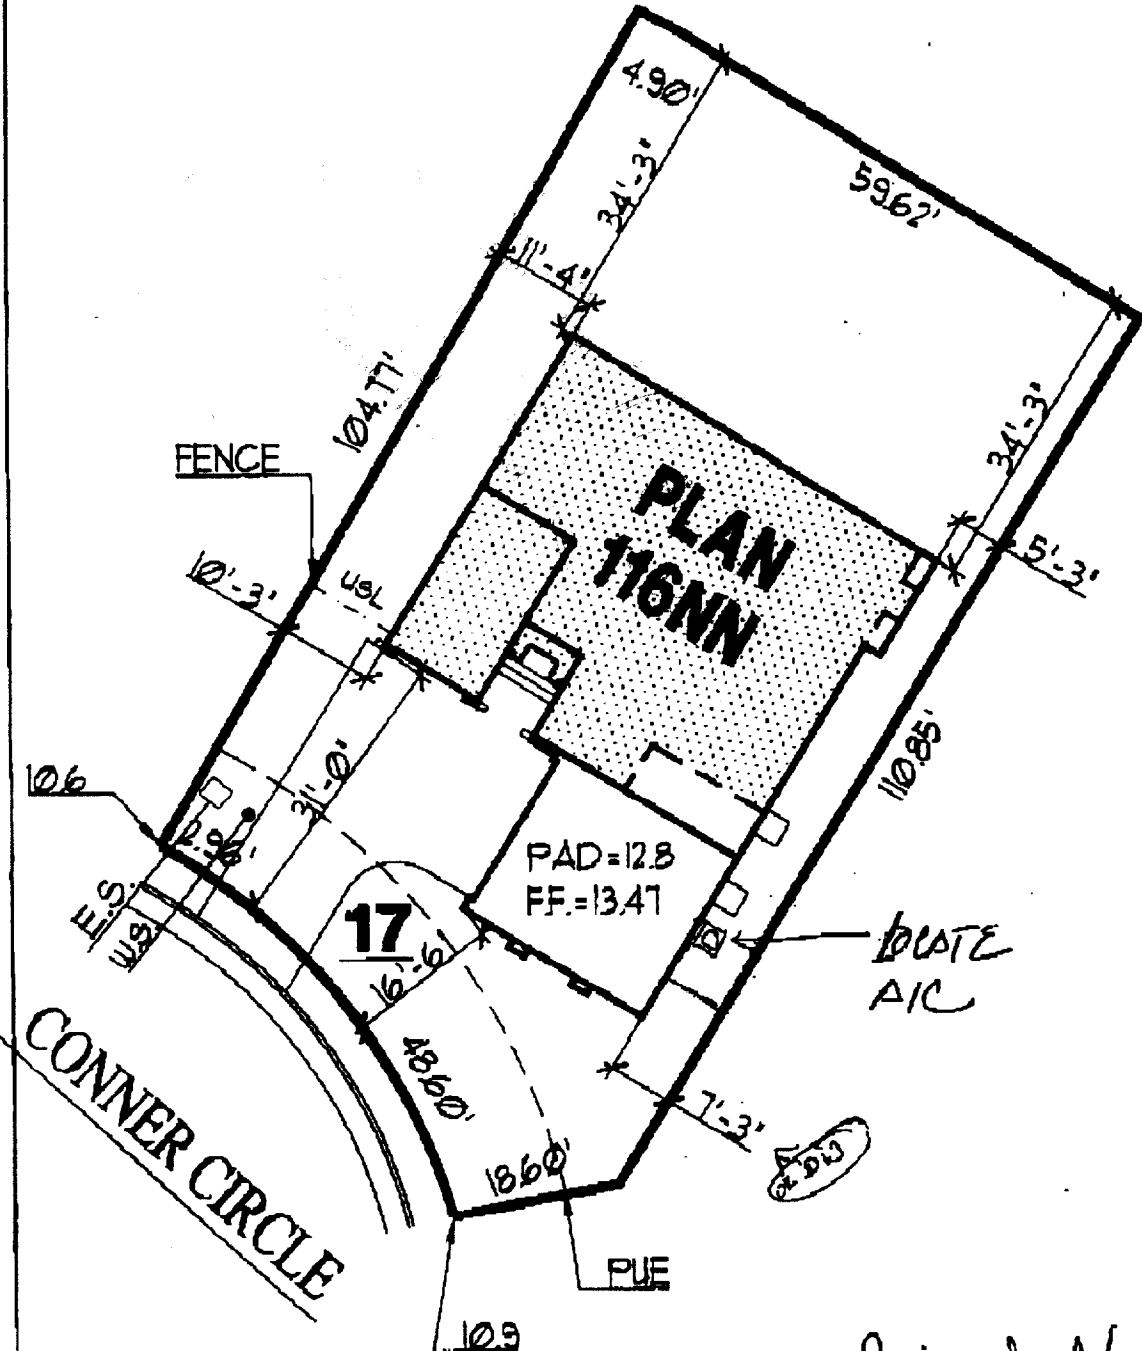 4.90'
34'-3"
59.62'
11'-4"
104.77'
34'-3"
FENCE
PLAN
116NN
5'-3"
10'-3"
USL
110.85'
31'-0"
10.6
PAD=12.8
FF.=13.47
E.S.
W.S.
17
16'-6"
LOCATE
A/C
CONNER CIRCLE
48.60'
7'-3"
18.60'
PUE
10.9